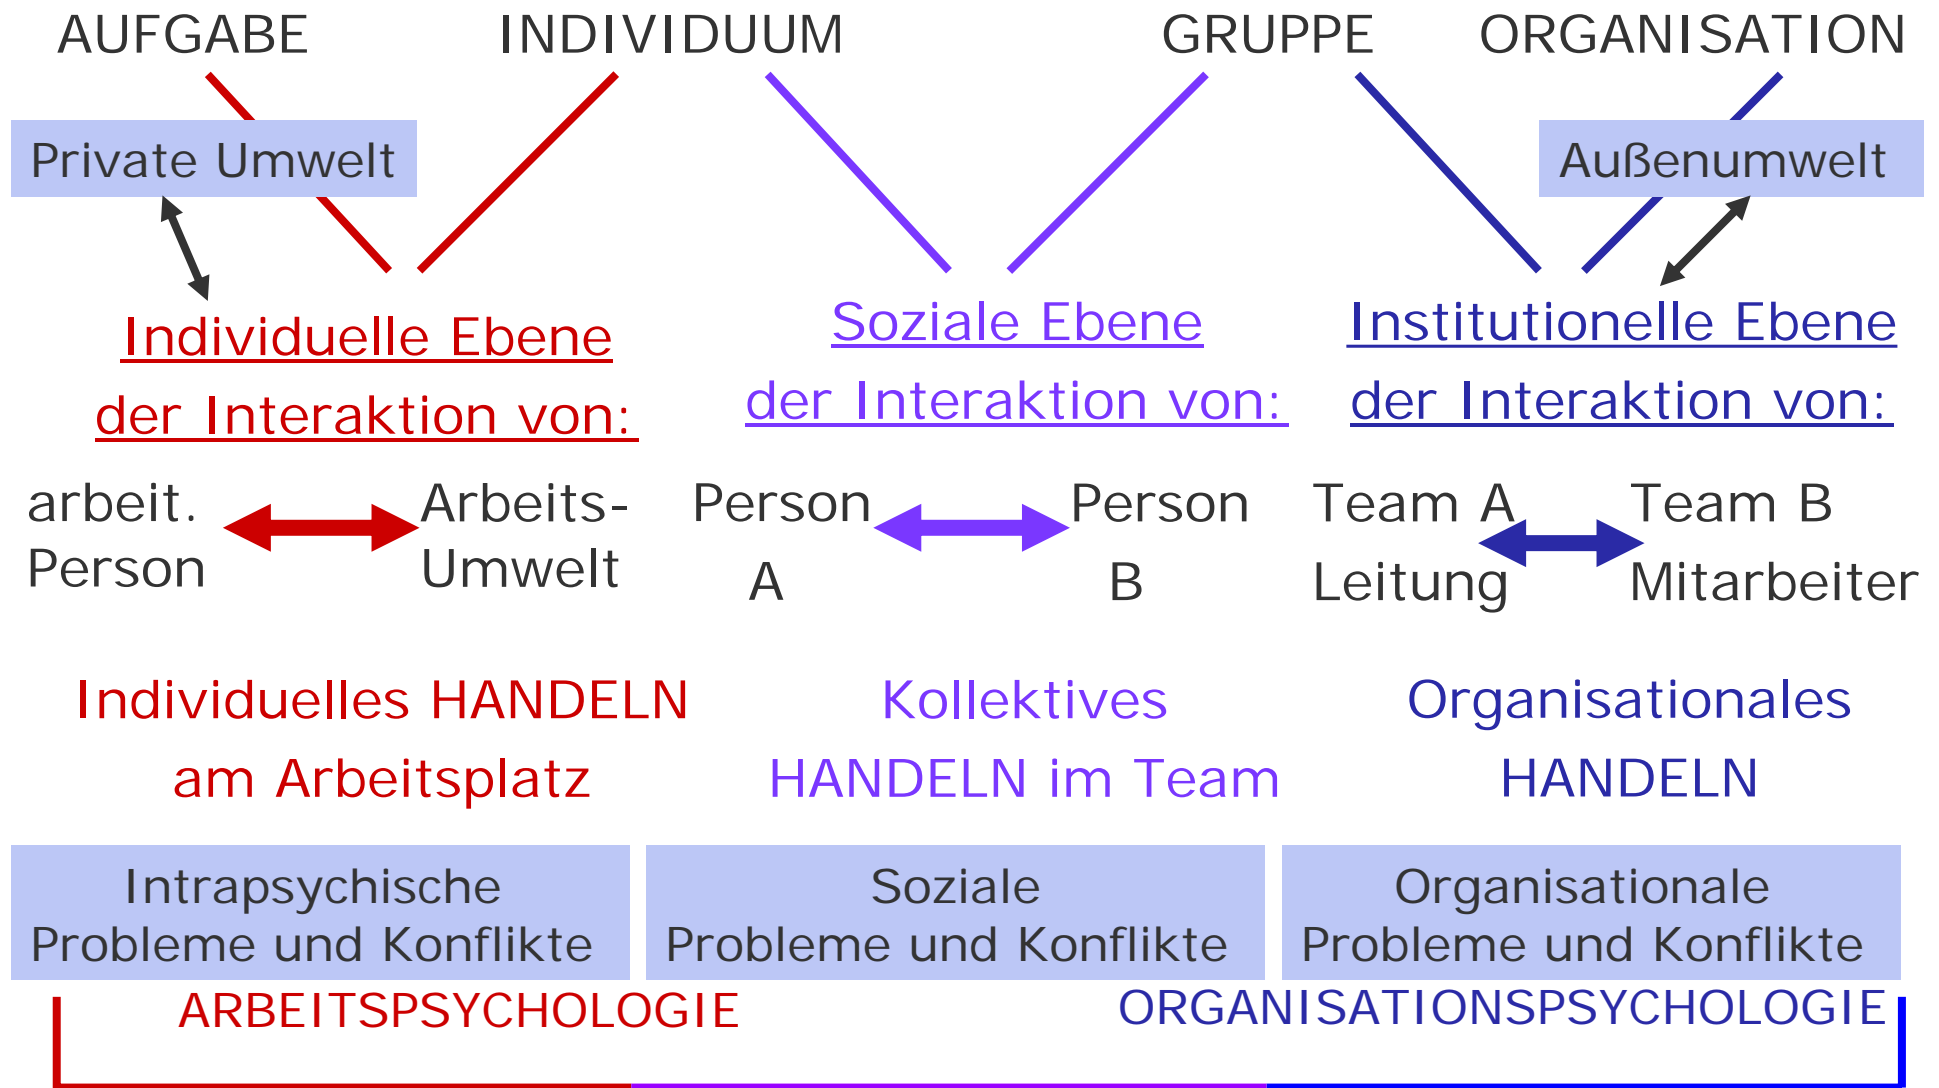 AUFGABE INDIVIDUUM GRUPPE ORGANISATION
Private Umwelt
Außenumwelt
Individuelle Ebene
der Interaktion von:
Soziale Ebene
der Interaktion von:
Institutionelle Ebene
der Interaktion von:
arbeit.
Person
Arbeits-
Umwelt
Person
A
Person
B
Team A
Leitung
Team B
Mitarbeiter
Individuelles HANDELN
am Arbeitsplatz
Kollektives
HANDELN im Team
Organisationales
HANDELN
Intrapsychische
Probleme und Konflikte
Soziale
Probleme und Konflikte
Organisationale
Probleme und Konflikte
ARBEITSPSYCHOLOGIE
ORGANISATIONSPSYCHOLOGIE